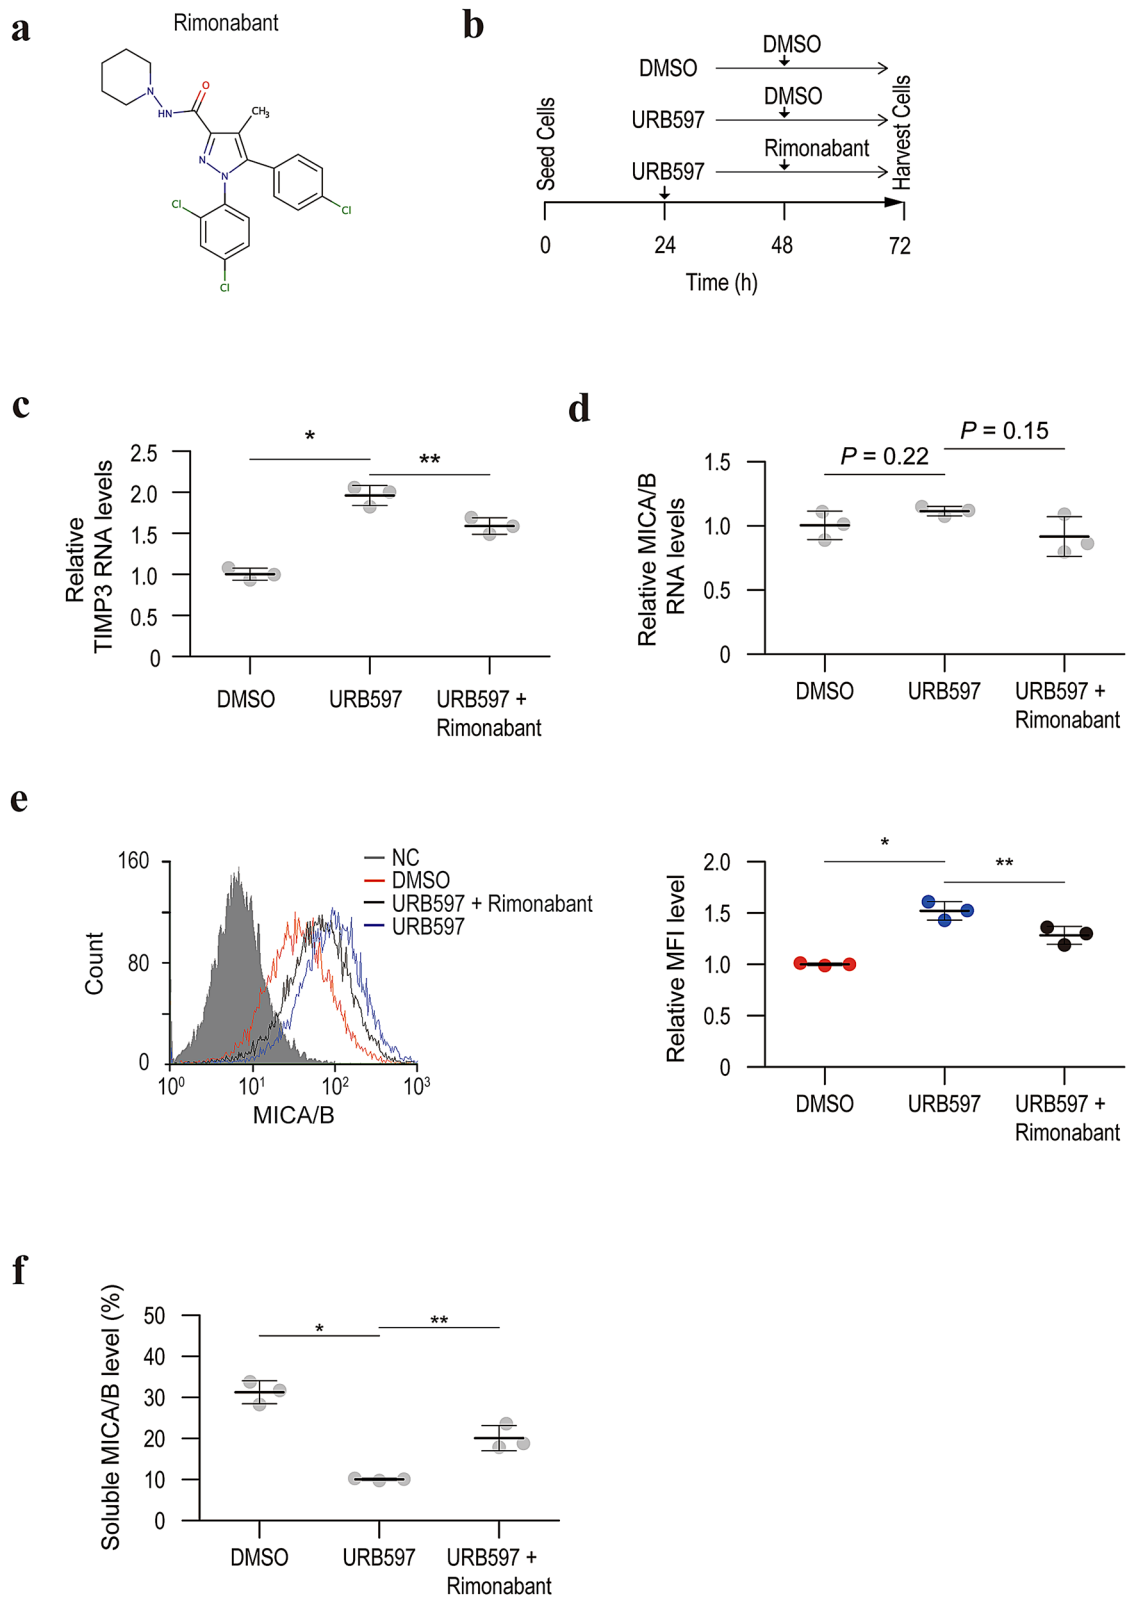 a
Rimonabant
N
HN
O
CH₃
N
N
Cl
Cl
Cl
b
Seed Cells
DMSO
DMSO
URB597
DMSO
URB597
Rimonabant
Harvest Cells
0
24
48
72
Time (h)
c
Relative
TIMP3 RNA levels
2.5
2.0
1.5
1.0
0.5
0
*
**
DMSO
URB597
URB597 +
Rimonabant
d
Relative MICA/B
RNA levels
1.5
1.0
0.5
0
P = 0.22
P = 0.15
DMSO
URB597
URB597 +
Rimonabant
e
Count
160
80
0
10⁰
10¹
10²
10³
MICA/B
NC
DMSO
URB597 + Rimonabant
URB597
Relative MFI level
2.0
1.5
1.0
0.5
0
*
**
DMSO
URB597
URB597 +
Rimonabant
f
Soluble MICA/B level (%)
50
40
30
20
10
0
*
**
DMSO
URB597
URB597 +
Rimonabant